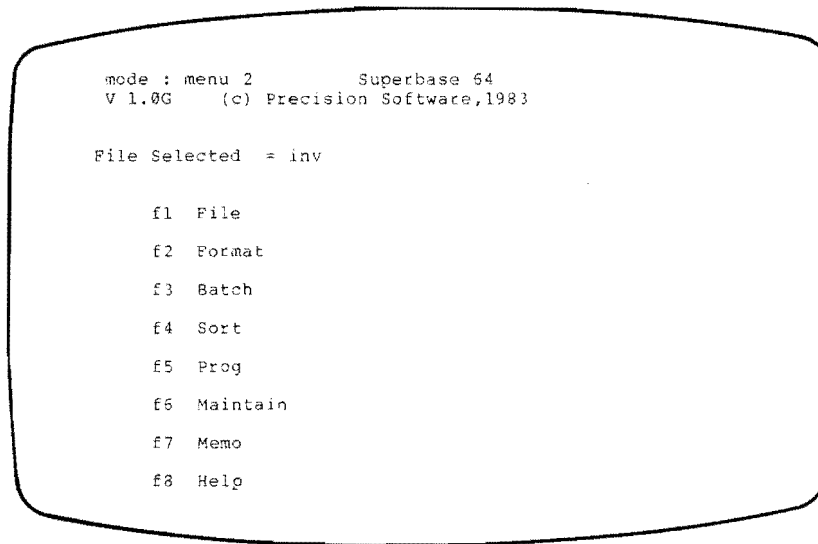 mode : menu 2 Superbase 64
V 1.0G (c) Precision Software,1983
File Selected = inv
f1 File
f2 Format
f3 Batch
f4 Sort
f5 Prog
f6 Maintain
f7 Memo
f8 Help